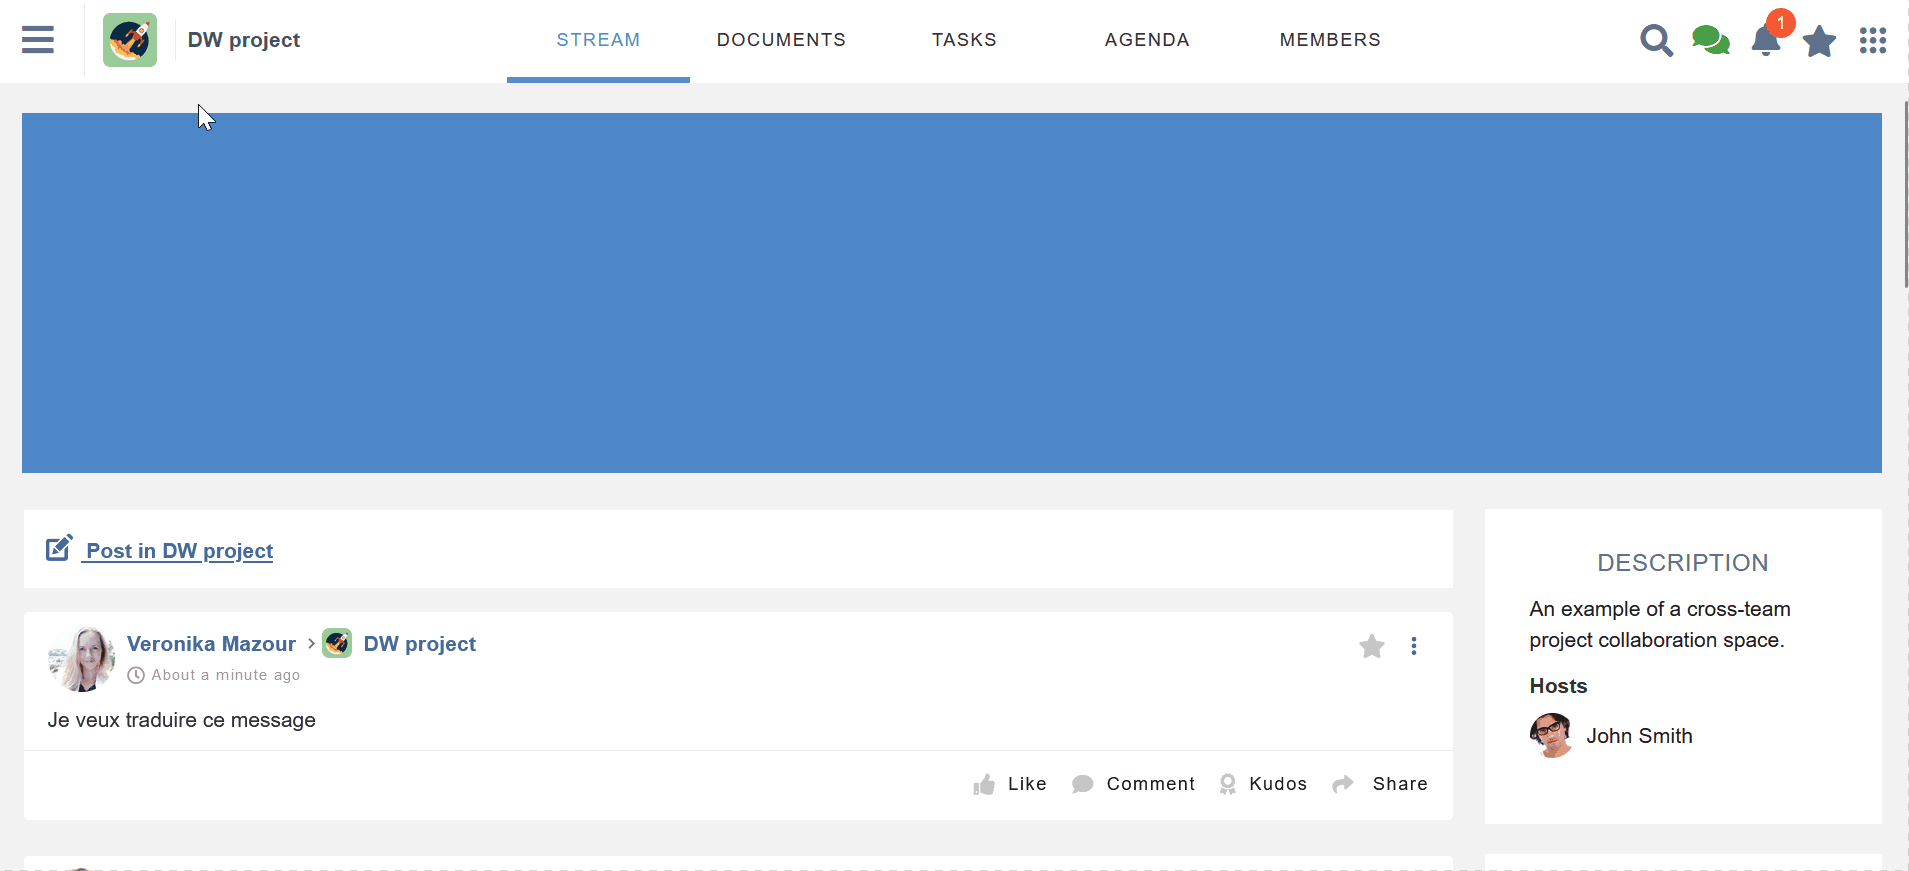 DW project
STREAM
DOCUMENTS
TASKS
AGENDA
MEMBERS
1
Post in DW project
Veronika Mazour > DW project
About a minute ago
Je veux traduire ce message
Like
Comment
Kudos
Share
DESCRIPTION
An example of a cross-team
project collaboration space.
Hosts
John Smith